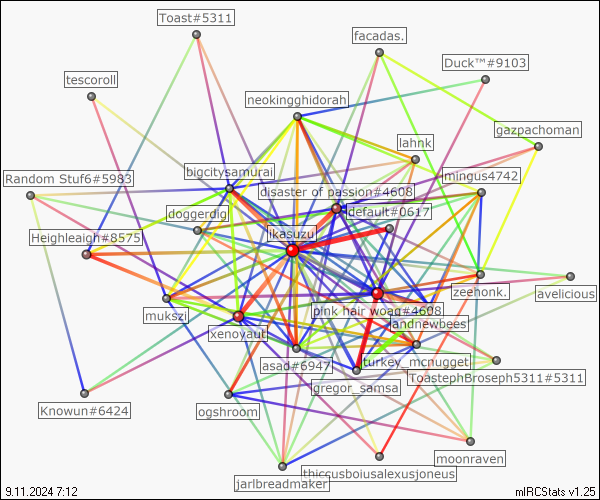 Toast#5311
facadas.
Duck™#9103
tescoroll
neokingghidorah
gazpachoman
lahnk
bigcitysamurai
mingus4742
Random Stuf6#5983
disaster of passion#4608
doggerdig
default#0617
Heighleaigh#8575
ikasuzu
zeehonk.
avelicious
mukszi
pink hair woag#4608
andnewbees
xenoyaut
asad#6947
turkey_mcnugget
ToastephBroseph5311#5311
gregor_samsa
Knowun#6424
ogshroom
moonraven
thiccusboiusalexusjoneus
jarlbreadmaker
9.11.2024 7:12
mIRCStats v1.25